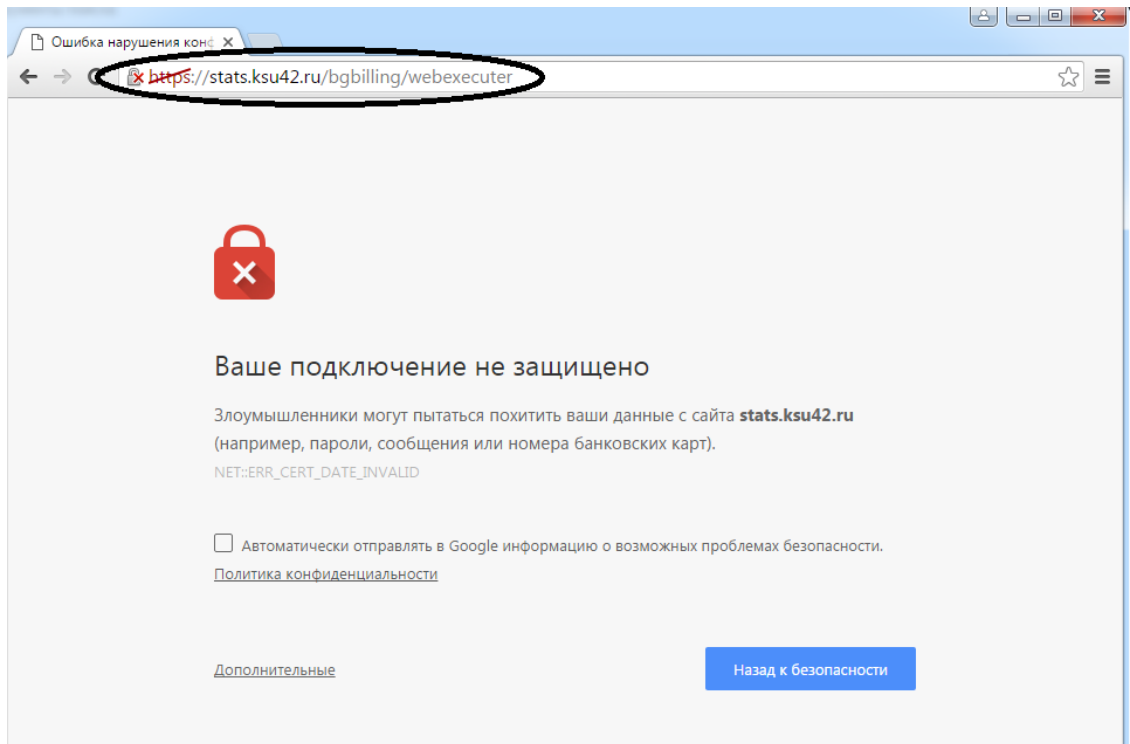 Ошибка нарушения конф
https://stats.ksu42.ru/bgbilling/webexecuter
Ваше подключение не защищено
Злоумышленники могут пытаться похитить ваши данные с сайта stats.ksu42.ru
(например, пароли, сообщения или номера банковских карт).
NET::ERR_CERT_DATE_INVALID
Автоматически отправлять в Google информацию о возможных проблемах безопасности.
Политика конфиденциальности
Дополнительные
Назад к безопасности